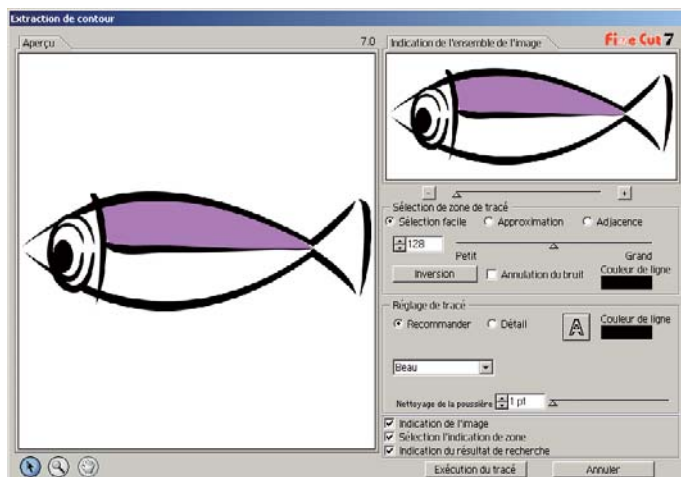 Extraction de contour
Aperçu
7.0
Indication de l'ensemble de l'image
Fine Cut 7
-
+
Sélection de zone de tracé
Sélection facile
Approximation
Adjacence
128
Petit
Grand
Inversion
Annulation du bruit
Couleur de ligne
Réglage de tracé
Recommander
Détail
A
Couleur de ligne
Beau
Nettoyage de la poussière
1 pt
Indication de l'image
Sélection l'indication de zone
Indication du résultat de recherche
Exécution du tracé
Annuler